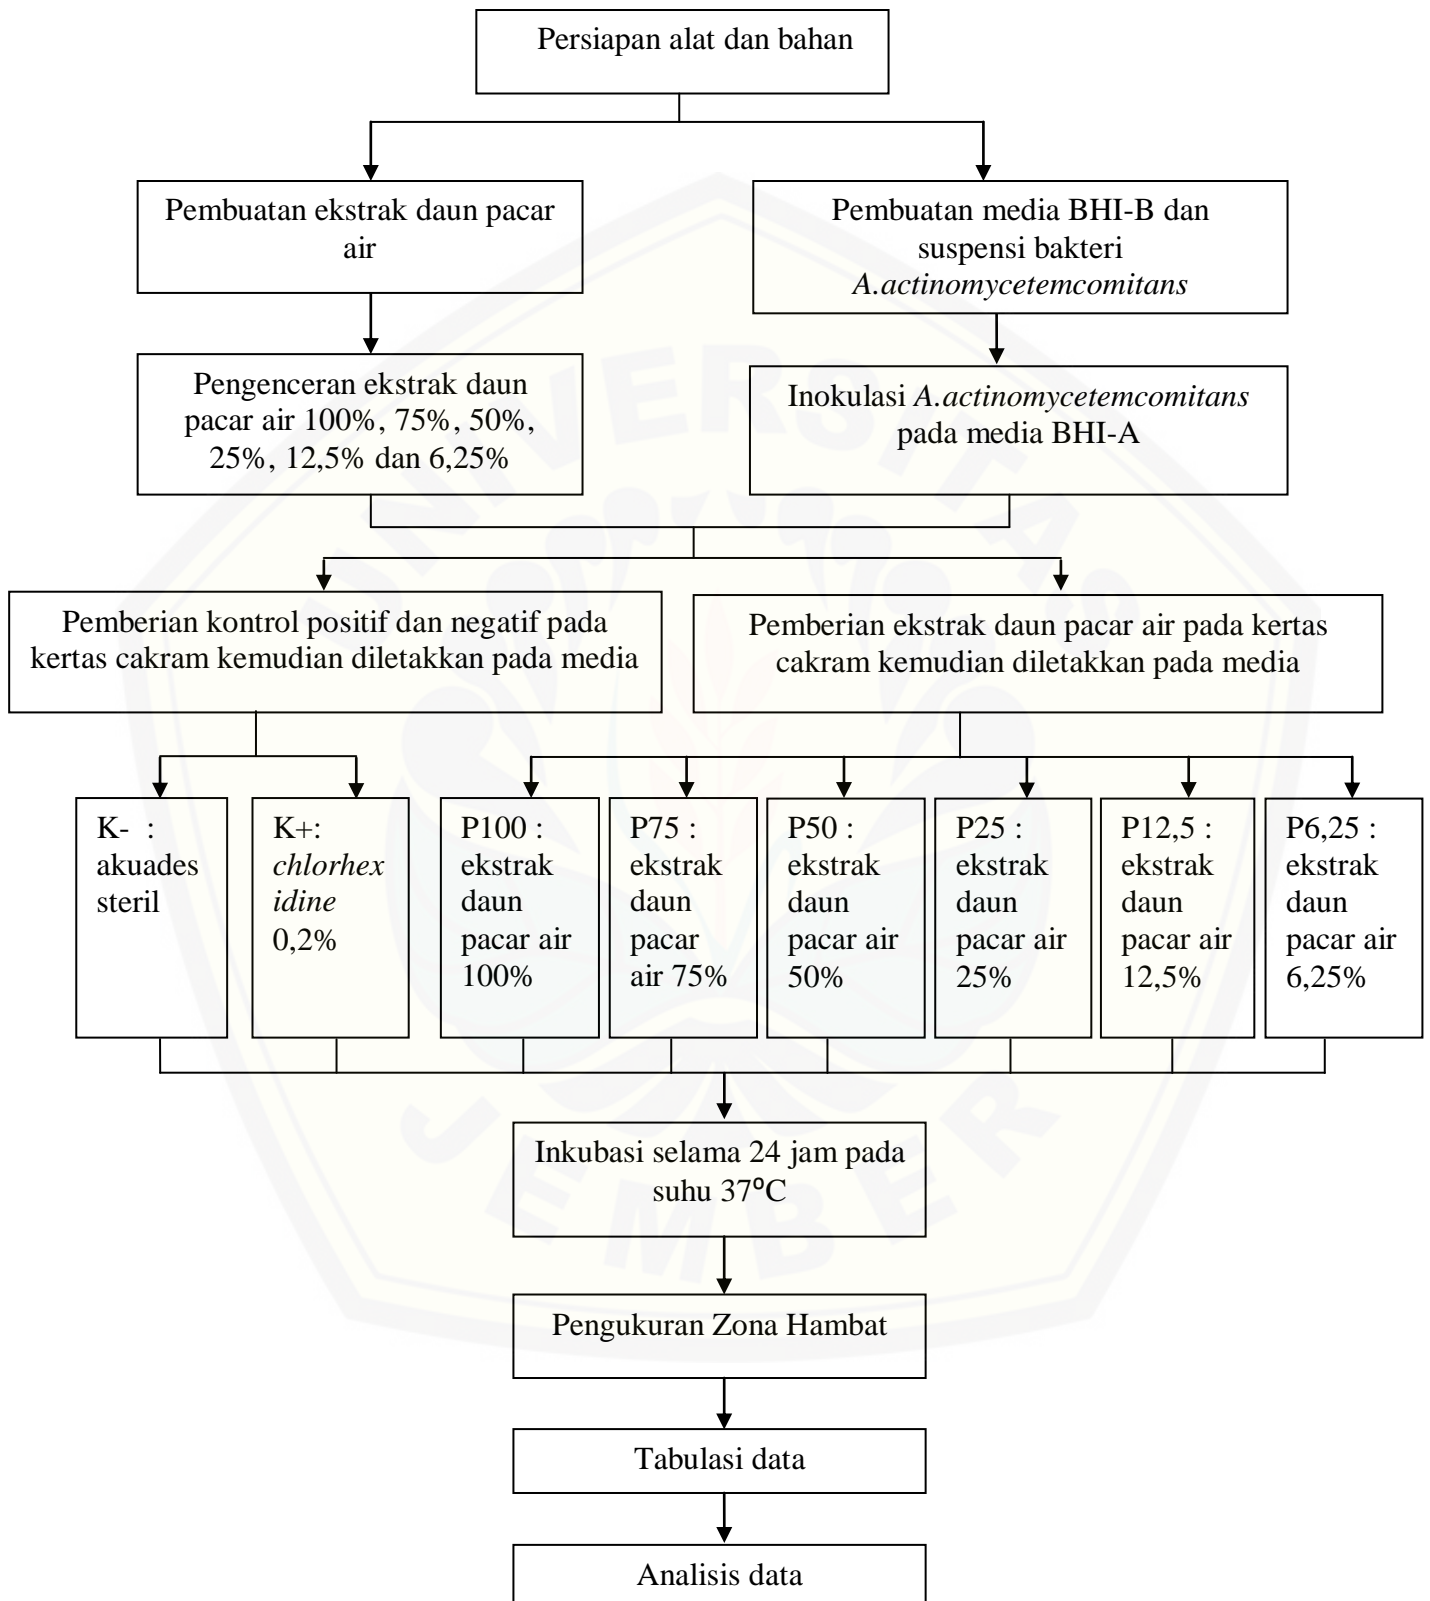 Persiapan alat dan bahan
Pembuatan ekstrak daun pacar
air
Pembuatan media BHI-B dan
suspensi bakteri
A.actinomycetemcomitans
Pengenceran ekstrak daun
pacar air 100%, 75%, 50%,
25%, 12,5% dan 6,25%
Inokulasi A.actinomycetemcomitans
pada media BHI-A
Pemberian kontrol positif dan negatif pada
kertas cakram kemudian diletakkan pada media
Pemberian ekstrak daun pacar air pada kertas
cakram kemudian diletakkan pada media
K- :
akuades
steril
K+:
chlorhex
idine
0,2%
P100 :
ekstrak
daun
pacar air
100%
P75 :
ekstrak
daun
pacar
air 75%
P50 :
ekstrak
daun
pacar air
50%
P25 :
ekstrak
daun
pacar air
25%
P12,5 :
ekstrak
daun
pacar air
12,5%
P6,25 :
ekstrak
daun
pacar air
6,25%
Inkubasi selama 24 jam pada
suhu 37⁰C
Pengukuran Zona Hambat
Tabulasi data
Analisis data
UNIVERSITAS
JEMBER